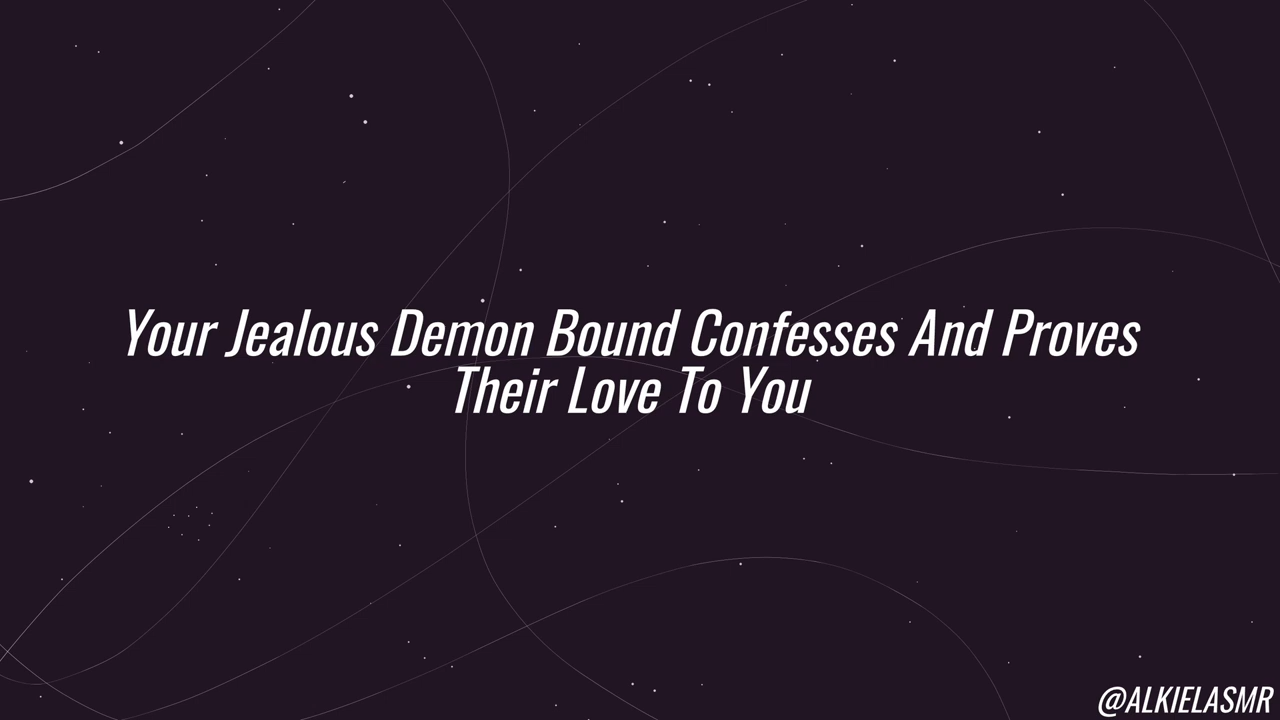 Your Jealous Demon Bound Confesses And Proves
Their Love To You
@ALKIELASMR